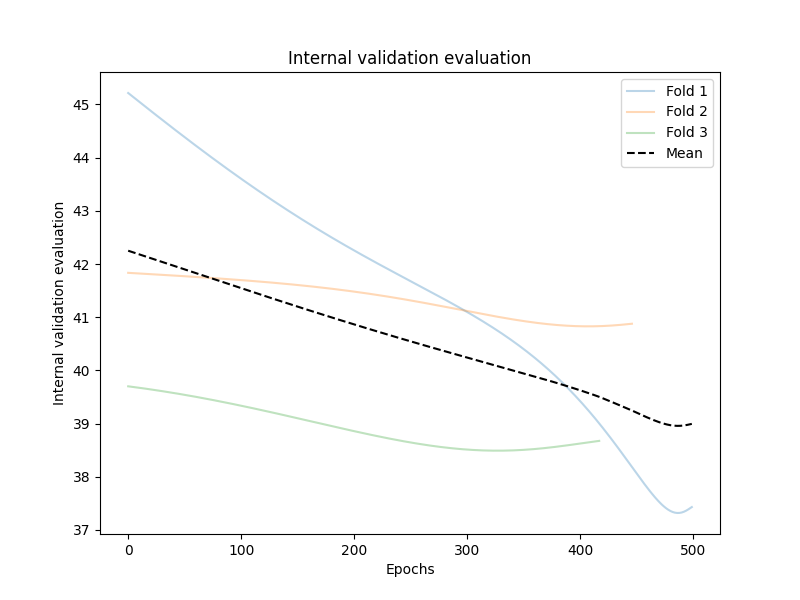 Internal validation evaluation
Fold 1
Fold 2
Fold 3
Mean
Internal validation evaluation
45
44
43
42
41
40
39
38
37
0 100 200 300 400 500
Epochs